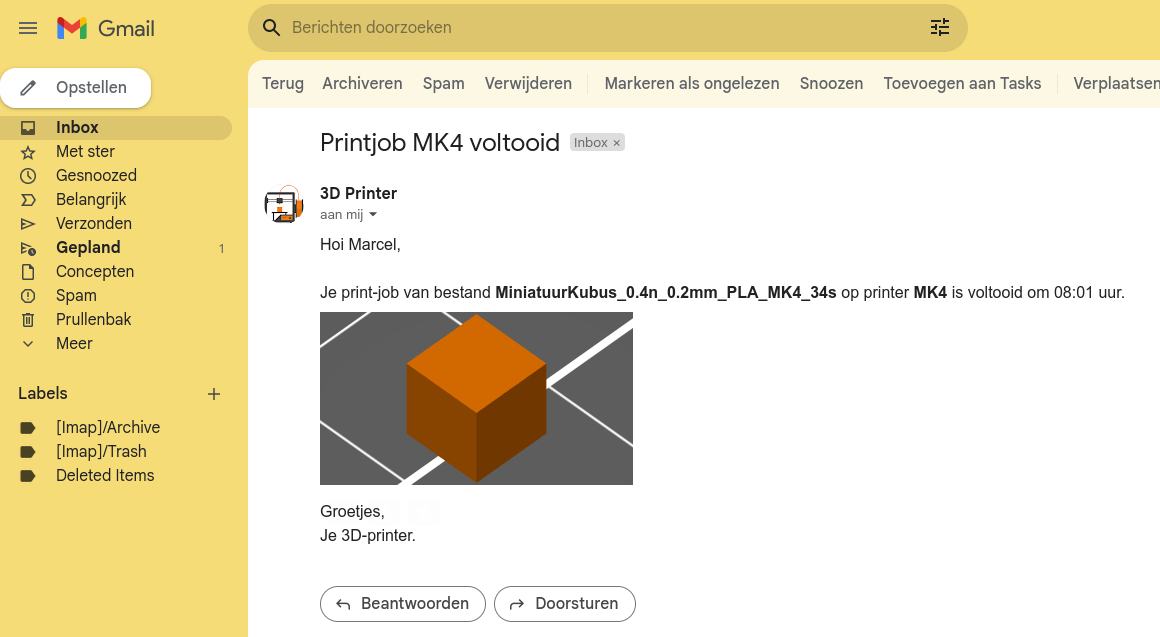 Gmail
Berichten doorzoeken
Opstellen
Inbox
Met ster
Gesnoozed
Belangrijk
Verzonden
Gepland 1
Concepten
Spam
Prullenbak
Meer
Labels
[Imap]/Archive
[Imap]/Trash
Deleted Items
Terug Archiveren Spam Verwijderen Markeren als ongelezen Snoozen Toevoegen aan Tasks Verplaatsen
Printjob MK4 voltooid Inbox ×
3D Printer
aan mij
Hoi Marcel,
Je print-job van bestand MiniatuurKubus_0.4n_0.2mm_PLA_MK4_34s op printer MK4 is voltooid om 08:01 uur.
Groetjes,
Je 3D-printer.
Beantwoorden Doorsturen